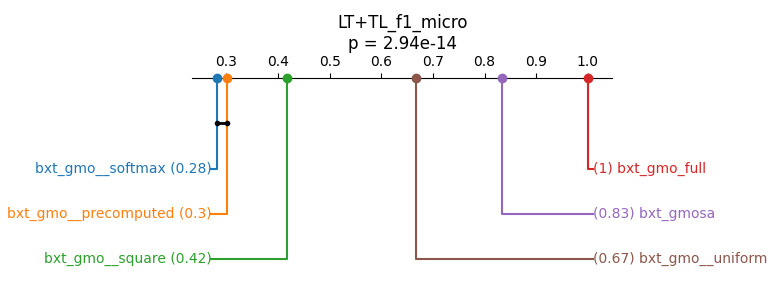 LT+TL_f1_micro
p = 2.94e-14
0.3 0.4 0.5 0.6 0.7 0.8 0.9 1.0
bxt_gmo__softmax (0.28) (1) bxt_gmo_full
bxt_gmo__precomputed (0.3) (0.83) bxt_gmosa
bxt_gmo__square (0.42) (0.67) bxt_gmo__uniform